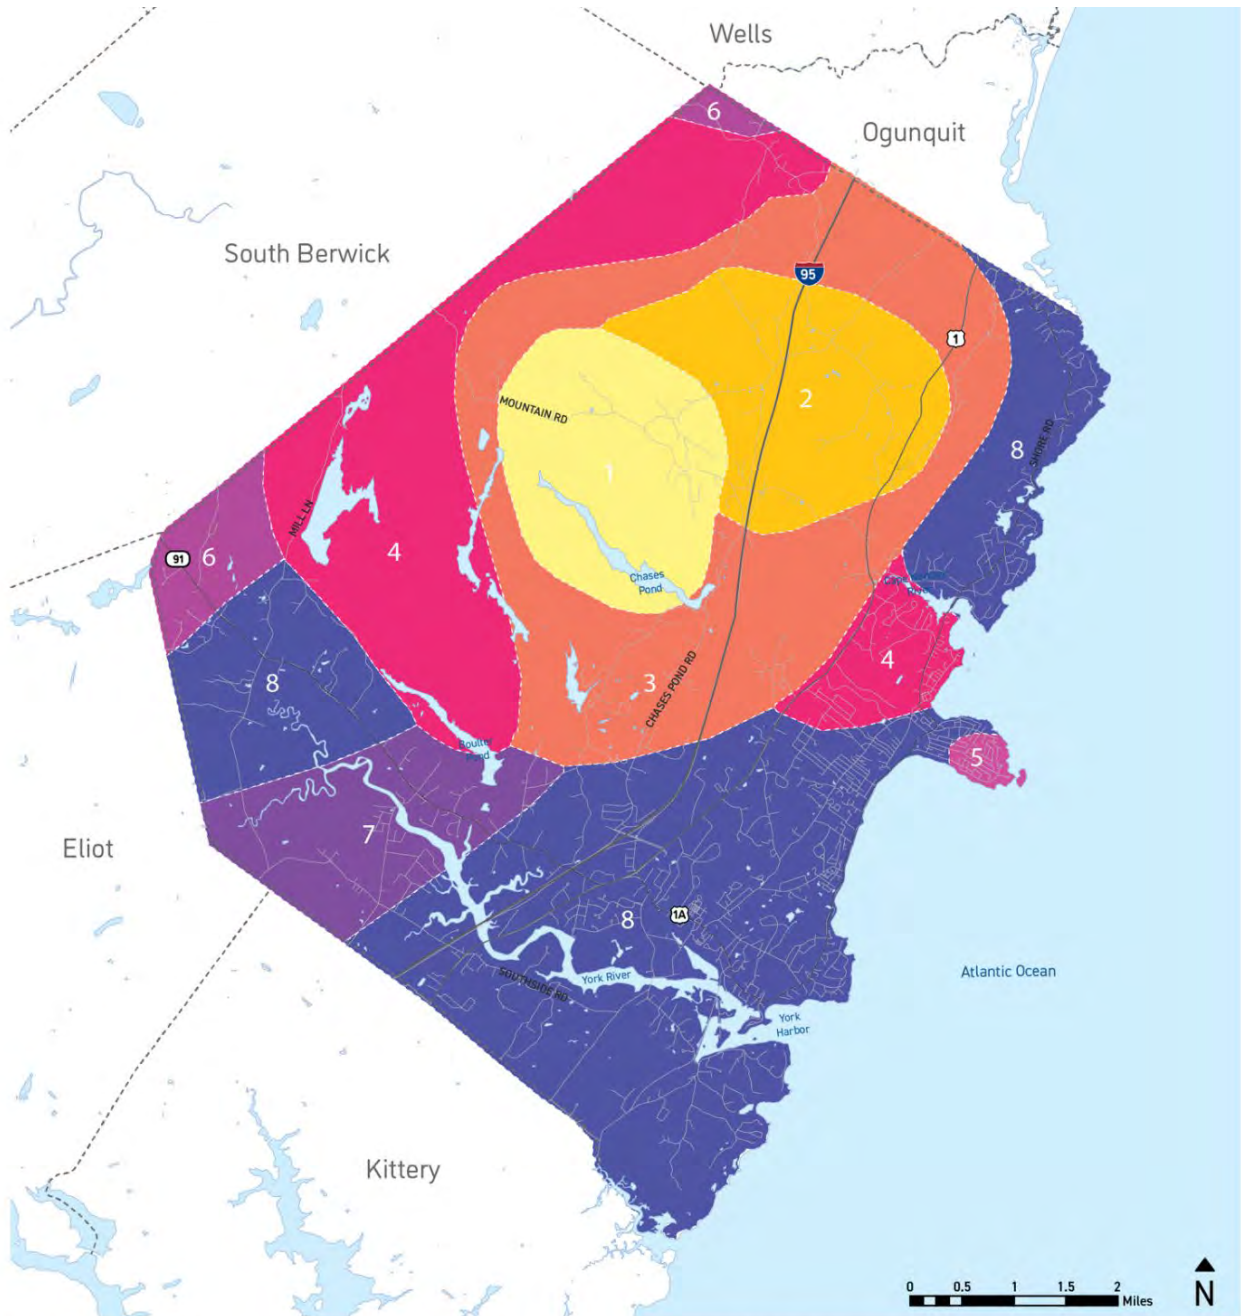 Wells
6
Ogunquit
South Berwick
95
1
MOUNTAIN RD
2
8
SHORE RD
1
MILL LN
4
91
6
Chases
Pond
4
8
3
CHASES POND RD
Boulter
Pond
5
7
Eliot
8
1A
York River
SOUTHSIDE RD
Atlantic Ocean
York
Harbor
Kittery
0 0.5 1 1.5 2
Miles
N